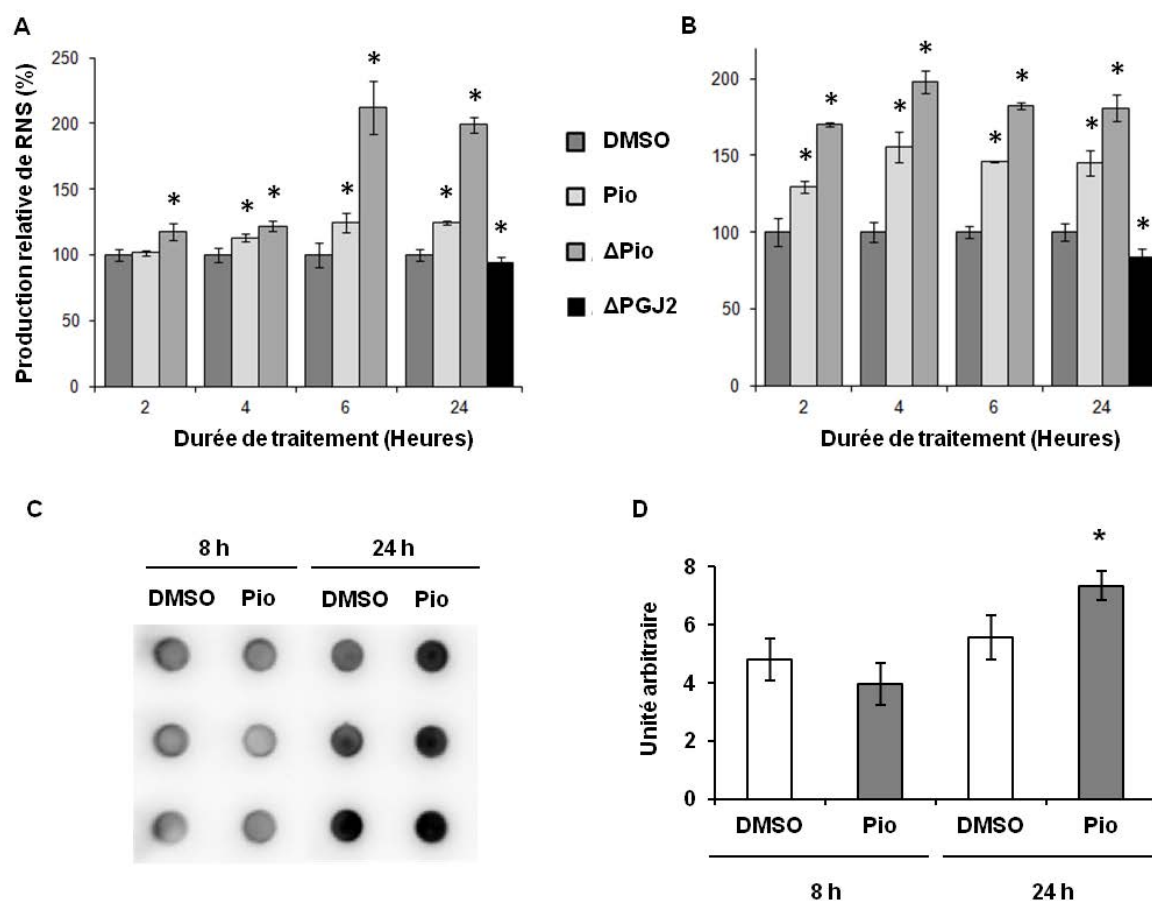 A
Production relative de RNS (%)
250
200
150
100
50
0
2 4 6 24
Durée de traitement (Heures)
DMSO
Pio
ΔPio
ΔPGJ2
B
200
150
100
50
0
2 4 6 24
Durée de traitement (Heures)
* * * * * * * *
* * * * * * * * *
C
8 h 24 h
DMSO Pio DMSO Pio
D
Unité arbitraire
8
6
4
2
0
*
DMSO Pio DMSO Pio
8 h 24 h